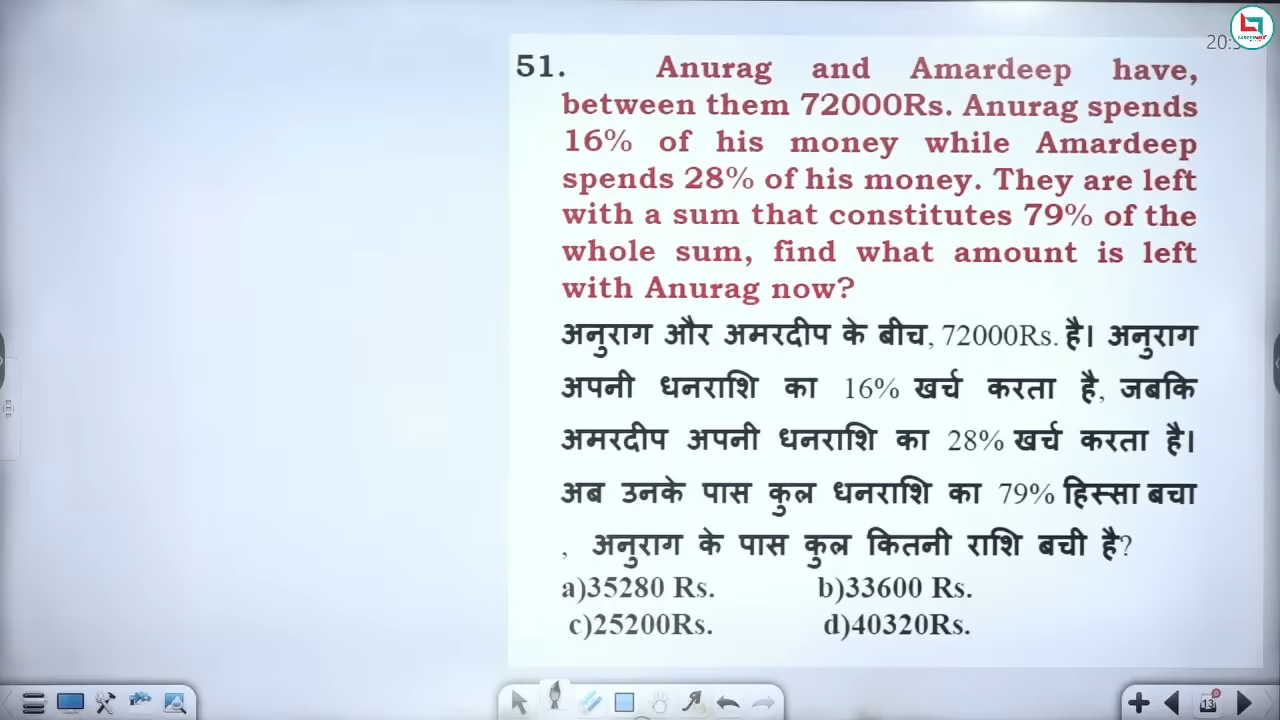 20:
51. Anurag and Amardeep have,
between them 72000Rs. Anurag spends
16% of his money while Amardeep
spends 28% of his money. They are left
with a sum that constitutes 79% of the
whole sum, find what amount is left
with Anurag now?
अनुराग और अमरदीप के बीच, 72000Rs. है। अनुराग
अपनी धनराशि का 16% खर्च करता है, जबकि
अमरदीप अपनी धनराशि का 28% खर्च करता है।
अब उनके पास कुल धनराशि का 79% हिस्सा बचा
, अनुराग के पास कुल कितनी राशि बची है?
a)35280 Rs. b)33600 Rs.
c)25200Rs. d)40320Rs.
13